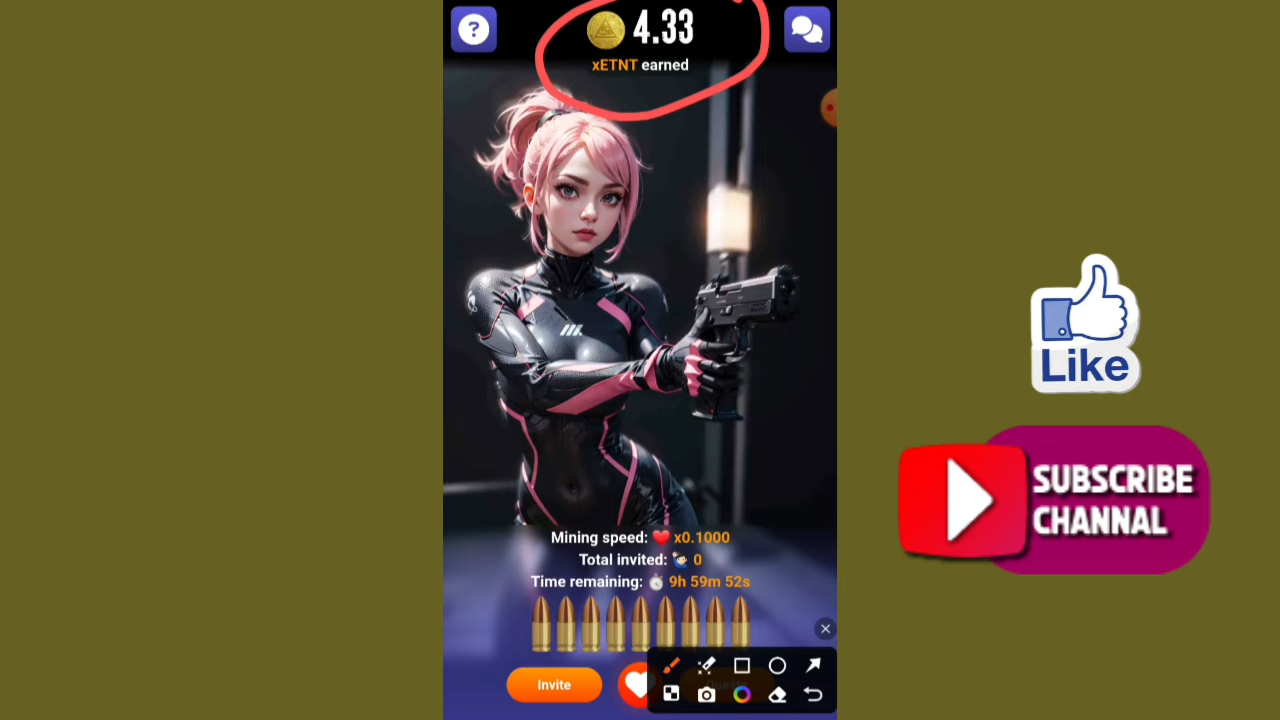 ?
4.33
xETNT earned
Mining speed: ❤️ x0.1000
Total invited: 🙋🏻‍♂️ 0
Time remaining: ⏱️ 9h 59m 52s
Invite
Like
SUBSCRIBE
CHANNAL